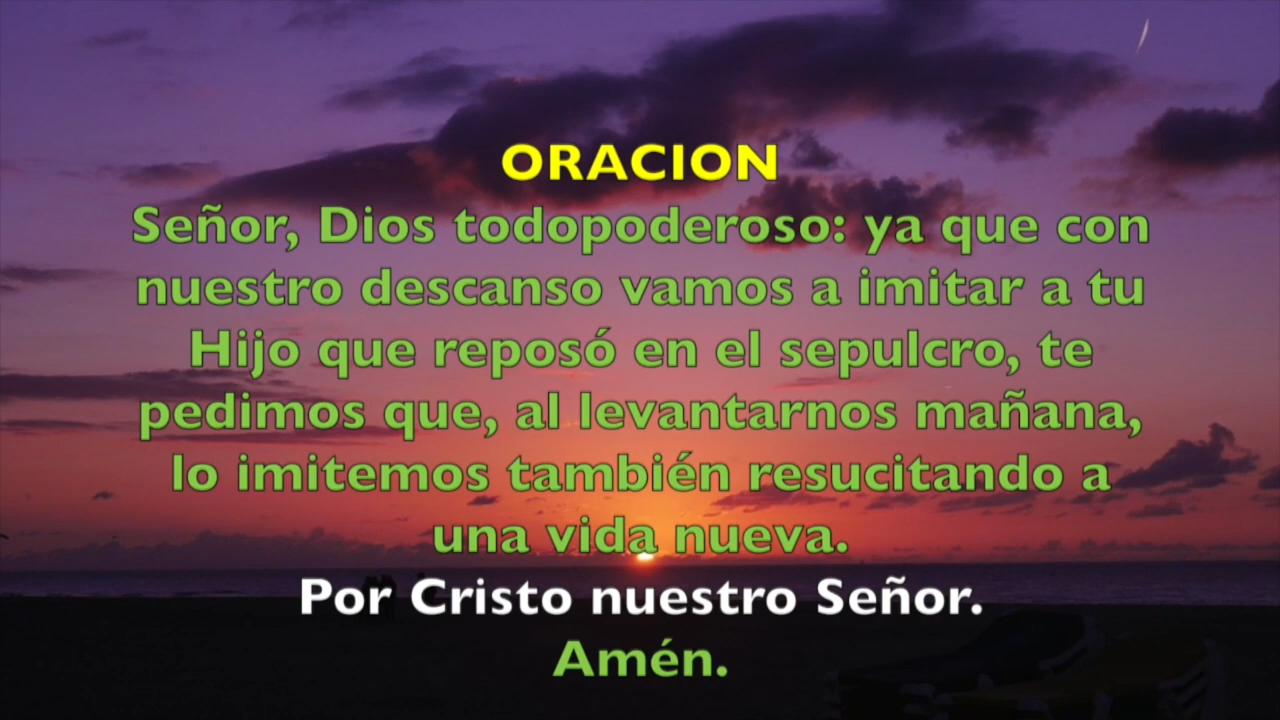 ORACION
Señor, Dios todopoderoso: ya que con
nuestro descanso vamos a imitar a tu
Hijo que reposó en el sepulcro, te
pedimos que, al levantarnos mañana,
lo imitemos también resucitando a
una vida nueva.
Por Cristo nuestro Señor.
Amén.